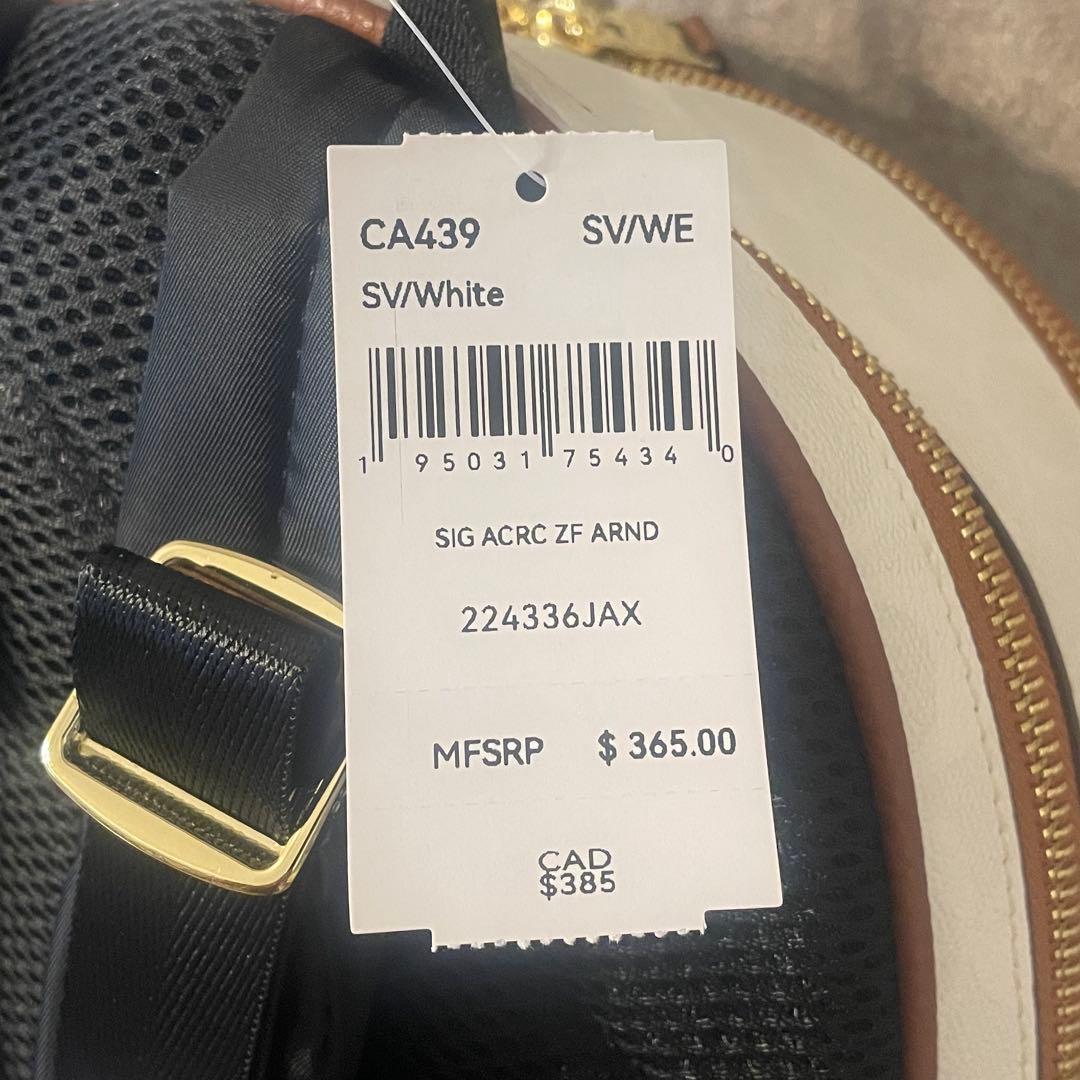 CA439 SV/WE
SV/White
1 95031 75434 0
SIG ACRC ZF ARND
224336JAX
MFSRP $ 365.00
CAD
$385